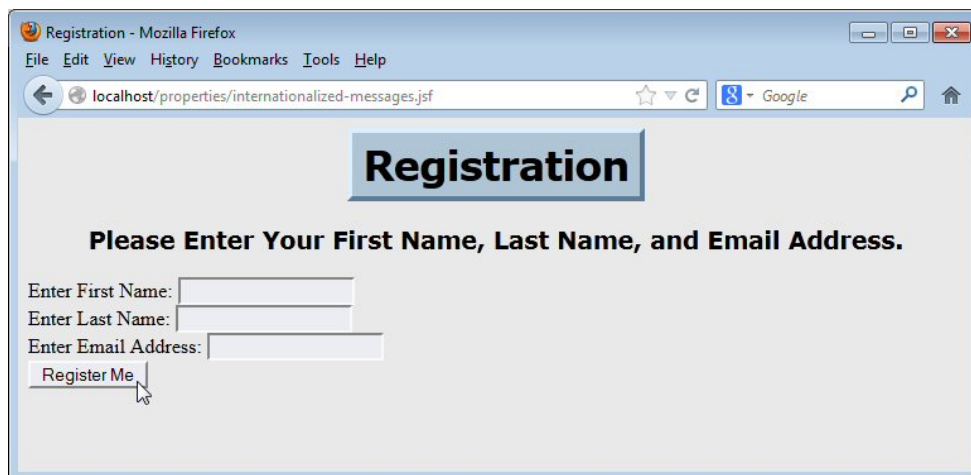 Registration - Mozilla Firefox
File Edit View History Bookmarks Tools Help
localhost/properties/internationalized-messages.jsf
8 Google
Registration
Please Enter Your First Name, Last Name, and Email Address.
Enter First Name:
Enter Last Name:
Enter Email Address:
Register Me